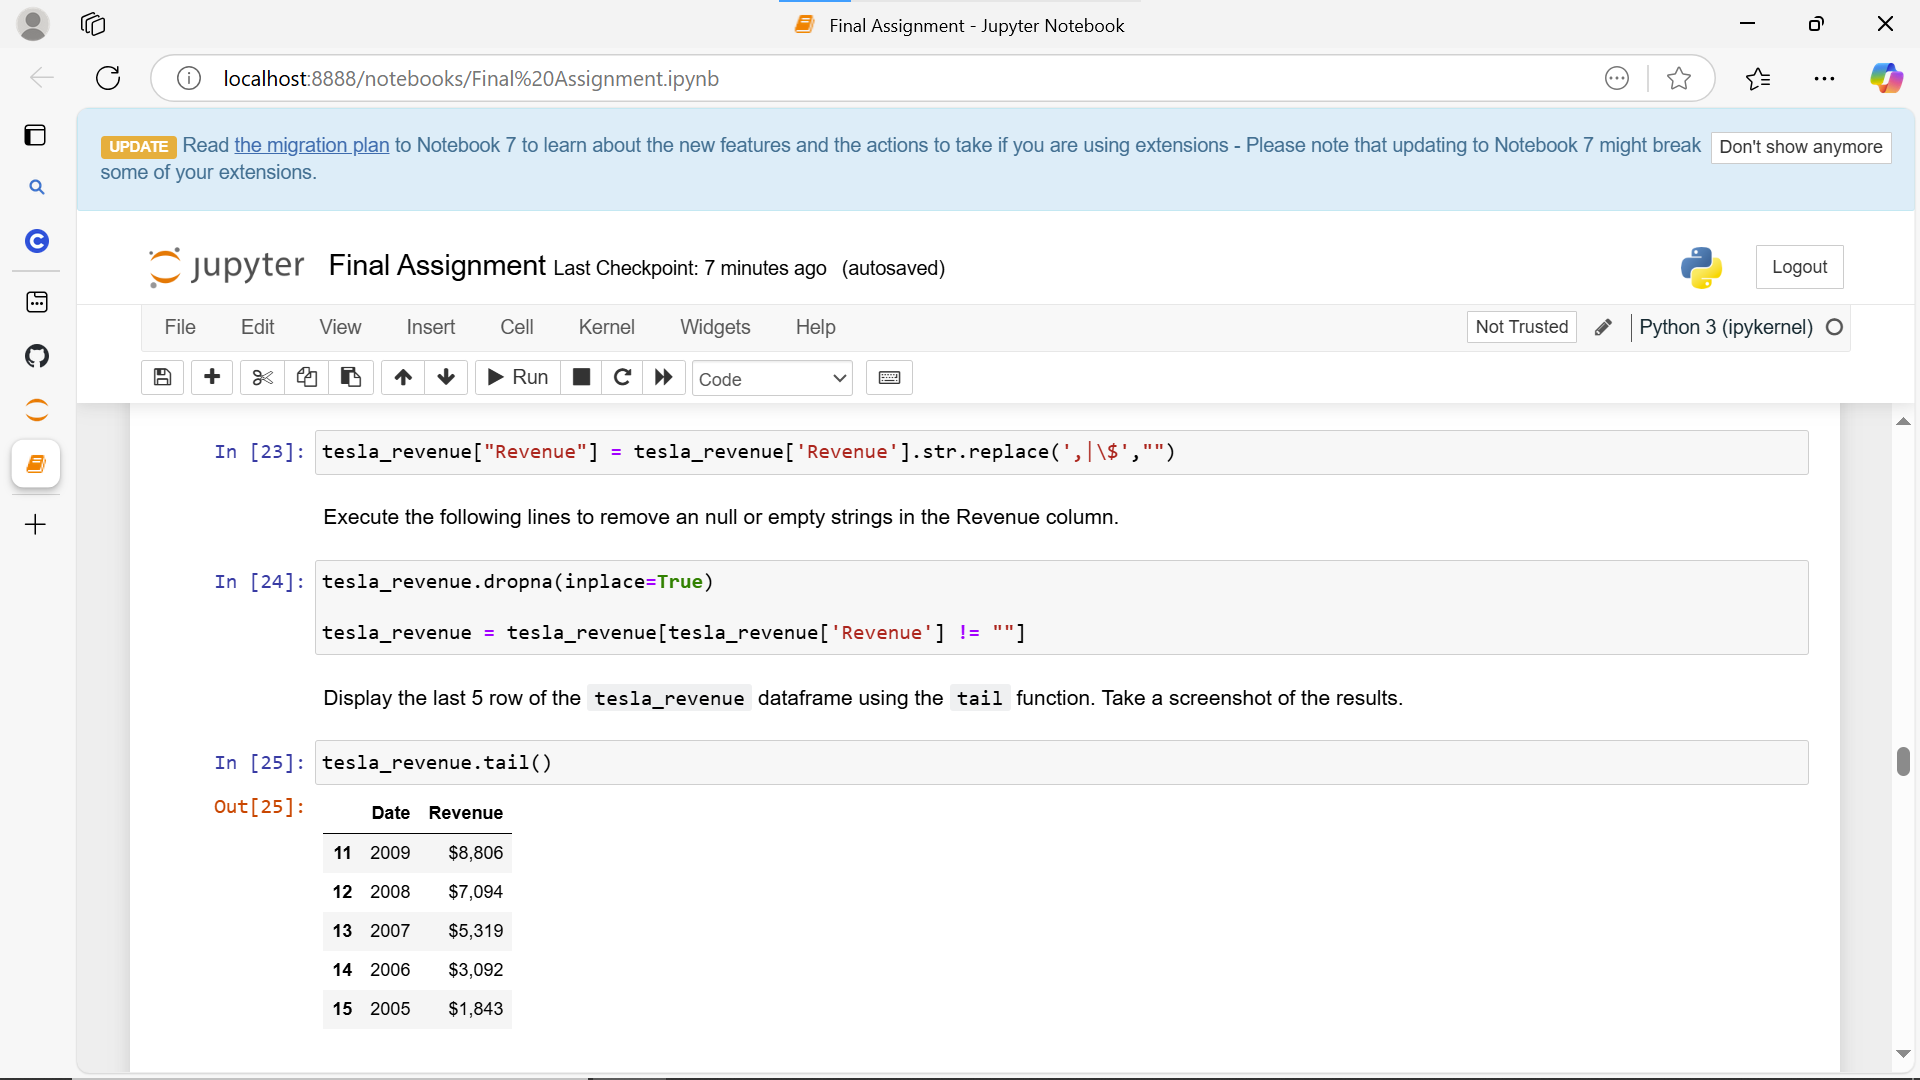 Final Assignment - Jupyter Notebook
localhost:8888/notebooks/Final%20Assignment.ipynb
UPDATE Read the migration plan to Notebook 7 to learn about the new features and the actions to take if you are using extensions - Please note that updating to Notebook 7 might break
some of your extensions.
Don't show anymore
jupyter Final Assignment Last Checkpoint: 7 minutes ago (autosaved)
Logout
File Edit View Insert Cell Kernel Widgets Help
Not Trusted
Python 3 (ipykernel)
Run
Code
In [23]: tesla_revenue["Revenue"] = tesla_revenue['Revenue'].str.replace(',|\$',"")
Execute the following lines to remove an null or empty strings in the Revenue column.
In [24]: tesla_revenue.dropna(inplace=True)
tesla_revenue = tesla_revenue[tesla_revenue['Revenue'] != ""]
Display the last 5 row of the tesla_revenue dataframe using the tail function. Take a screenshot of the results.
In [25]: tesla_revenue.tail()
Out[25]:
Date Revenue
11 2009 $8,806
12 2008 $7,094
13 2007 $5,319
14 2006 $3,092
15 2005 $1,843